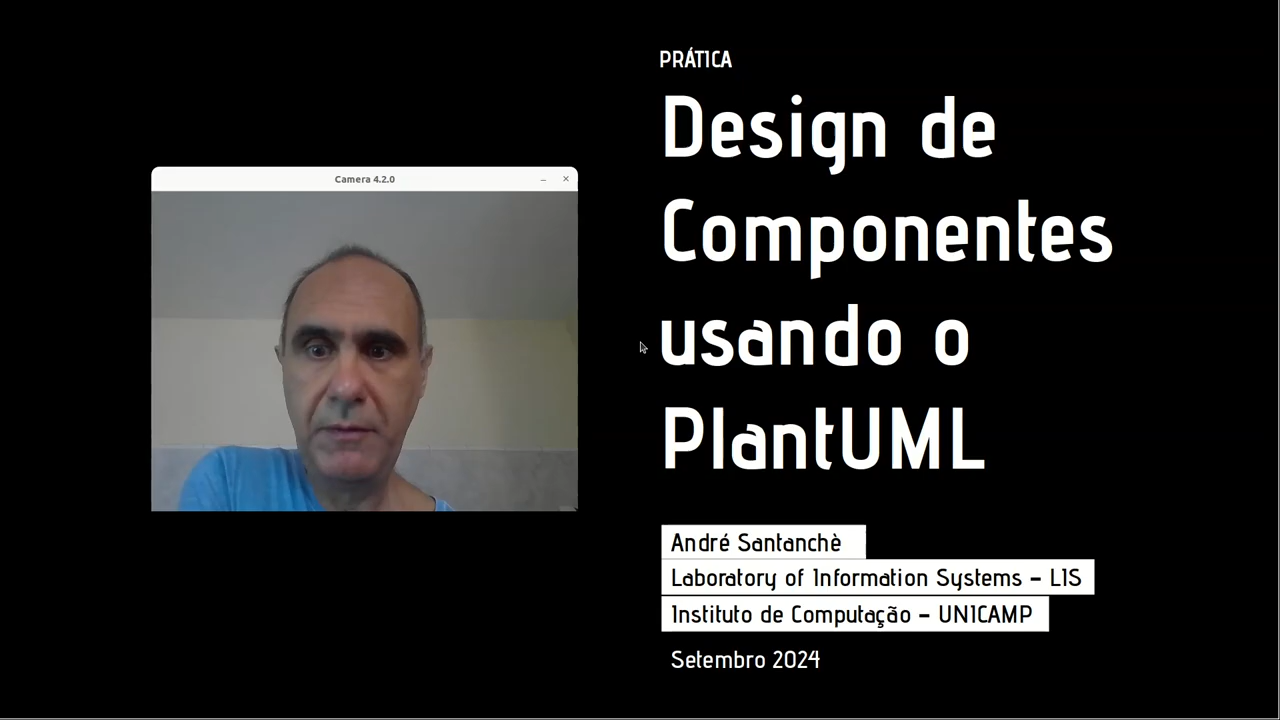 PRÁTICA
Design de
Componentes
usando o
PlantUML
Camera 4.2.0
André Santanchè
Laboratory of Information Systems – LIS
Instituto de Computação – UNICAMP
Setembro 2024